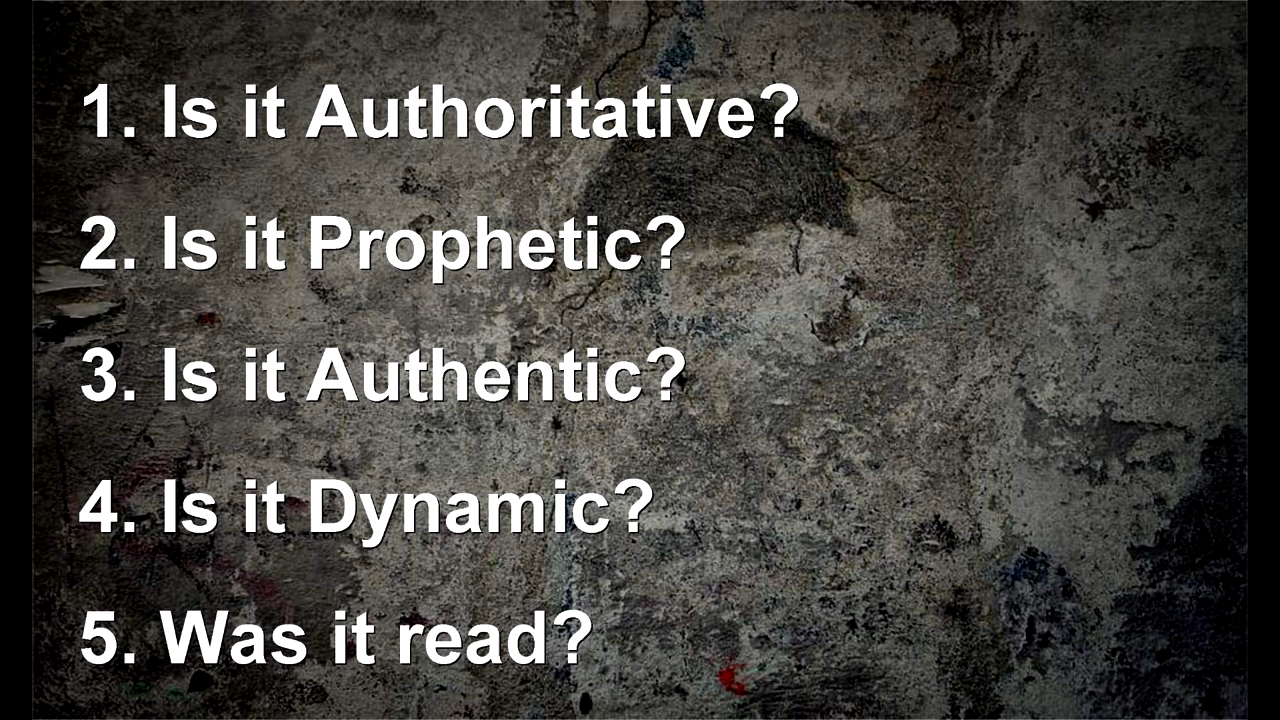 1. Is it Authoritative?
2. Is it Prophetic?
3. Is it Authentic?
4. Is it Dynamic?
5. Was it read?